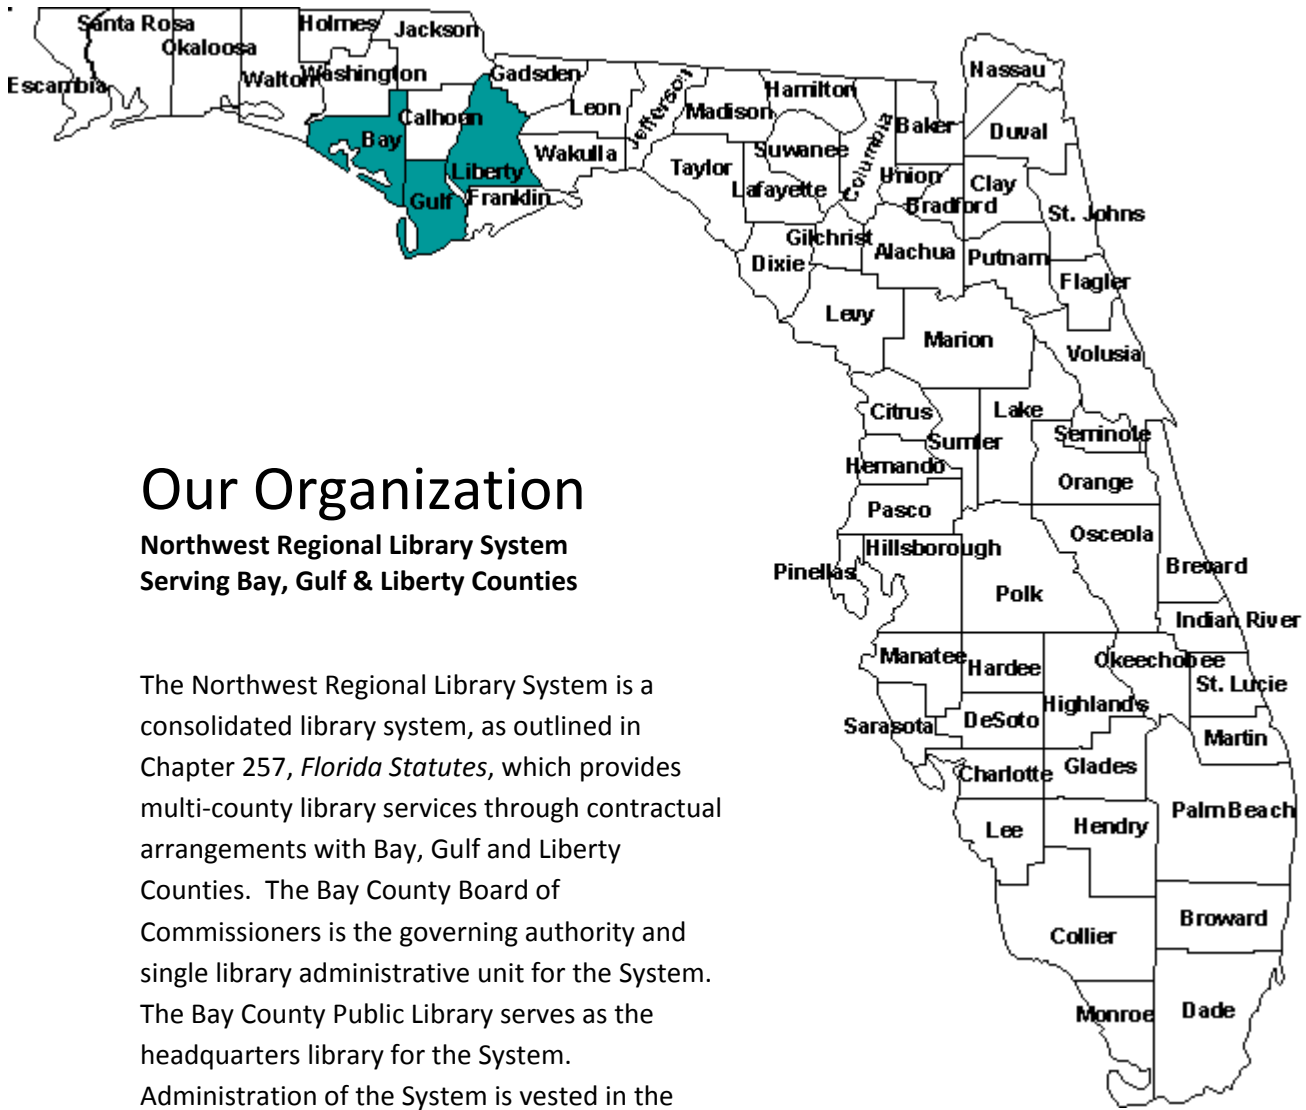 Santa Rosa
Holmes
Jackson
Okaloosa
Escambia
Walton
Washington
Gadsden
Calhoun
Leon
Jefferson
Madison
Hamilton
Nassau
Bay
Wakulla
Taylor
Suwanee
Columbia
Baker
Duval
Liberty
Lafayette
Union
Clay
Gulf
Franklin
Bradford
St. Johns
Gilchrist
Dixie
Alachua
Putnam
Flagler
Levy
Marion
Volusia
Citrus
Lake
Sumter
Seminole
Hernando
Orange
Pasco
Osceola
Hillsborough
Pinellas
Brevard
Polk
Indian River
Manatee
Hardee
Okeechobee
St. Lucie
Highlands
Sarasota
DeSoto
Martin
Charlotte
Glades
Palm Beach
Lee
Hendry
Broward
Collier
Monroe
Dade
Our Organization
Northwest Regional Library System
Serving Bay, Gulf & Liberty Counties
The Northwest Regional Library System is a
consolidated library system, as outlined in
Chapter 257, Florida Statutes, which provides
multi-county library services through contractual
arrangements with Bay, Gulf and Liberty
Counties.  The Bay County Board of
Commissioners is the governing authority and
single library administrative unit for the System.
The Bay County Public Library serves as the
headquarters library for the System.
Administration of the System is vested in the